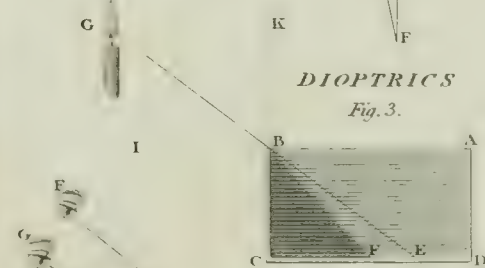 G K
F
DIOPTRICS
Fig. 3.
B A
I
F
G
F E
C D